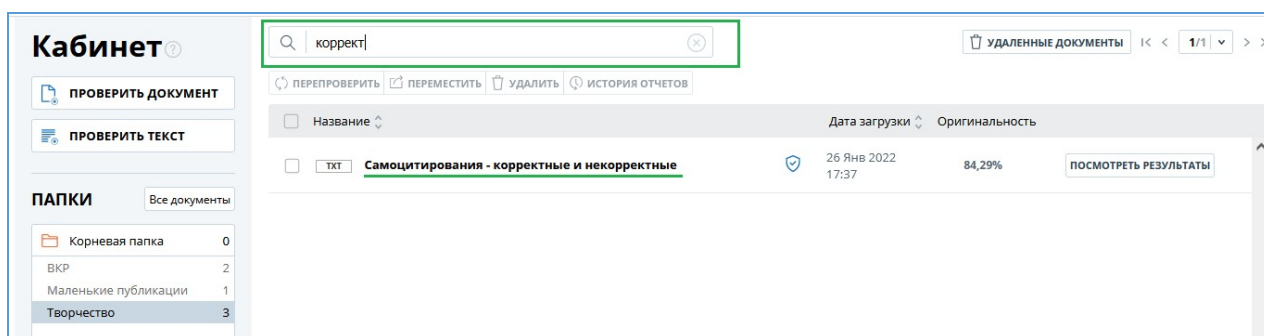 Кабинет
ПРОВЕРИТЬ ДОКУМЕНТ
ПРОВЕРИТЬ ТЕКСТ
ПАПКИ
Все документы
Корневая папка 0
ВКР 2
Маленькие публикации 1
Творчество 3
коррект
УДАЛЕННЫЕ ДОКУМЕНТЫ
1/1
ПЕРЕПРОВЕРИТЬ ПЕРЕМЕСТИТЬ УДАЛИТЬ ИСТОРИЯ ОТЧЕТОВ
Название Дата загрузки Оригинальность
TXT Самоцитирования - корректные и некорректные 26 Янв 2022 84,29% ПОСМОТРЕТЬ РЕЗУЛЬТАТЫ
17:37